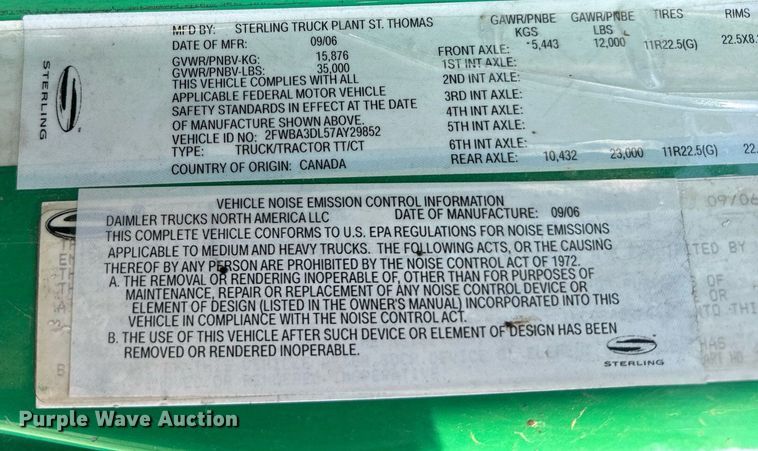 MFD BY: STERLING TRUCK PLANT ST. THOMAS
DATE OF MFR: 09/06
GVWR/PNBV-KG: 15,876
GVWR/PNBV-LBS: 35,000
THIS VEHICLE COMPLIES WITH ALL
APPLICABLE FEDERAL MOTOR VEHICLE
SAFETY STANDARDS IN EFFECT AT THE DATE
OF MANUFACTURE SHOWN ABOVE.
VEHICLE ID NO: 2FWBA3DL57AY29852
TYPE: TRUCK/TRACTOR TT/CT
COUNTRY OF ORIGIN: CANADA
GAWR/PNBE KGS GAWR/PNBE LBS TIRES RIMS
FRONT AXLE: 5,443 12,000 11R22.5(G) 22.5X8.
1ST INT AXLE:
2ND INT AXLE:
3RD INT AXLE:
4TH INT AXLE:
5TH INT AXLE:
6TH INT AXLE:
REAR AXLE: 10,432 23,000 11R22.5(G) 22.
STERLING
VEHICLE NOISE EMISSION CONTROL INFORMATION
DAIMLER TRUCKS NORTH AMERICA LLC DATE OF MANUFACTURE: 09/06
THIS COMPLETE VEHICLE CONFORMS TO U.S. EPA REGULATIONS FOR NOISE EMISSIONS
APPLICABLE TO MEDIUM AND HEAVY TRUCKS. THE FOLLOWING ACTS, OR THE CAUSING
THEREOF BY ANY PERSON ARE PROHIBITED BY THE NOISE CONTROL ACT OF 1972.
A. THE REMOVAL OR RENDERING INOPERABLE OF, OTHER THAN FOR PURPOSES OF
MAINTENANCE, REPAIR OR REPLACEMENT OF ANY NOISE CONTROL DEVICE OR
ELEMENT OF DESIGN (LISTED IN THE OWNER'S MANUAL) INCORPORATED INTO THIS
VEHICLE IN COMPLIANCE WITH THE NOISE CONTROL ACT.
B. THE USE OF THIS VEHICLE AFTER SUCH DEVICE OR ELEMENT OF DESIGN HAS BEEN
REMOVED OR RENDERED INOPERABLE.
STERLING
09/06
TED BY
OF
OR
THI
HAS
Purple Wave Auction